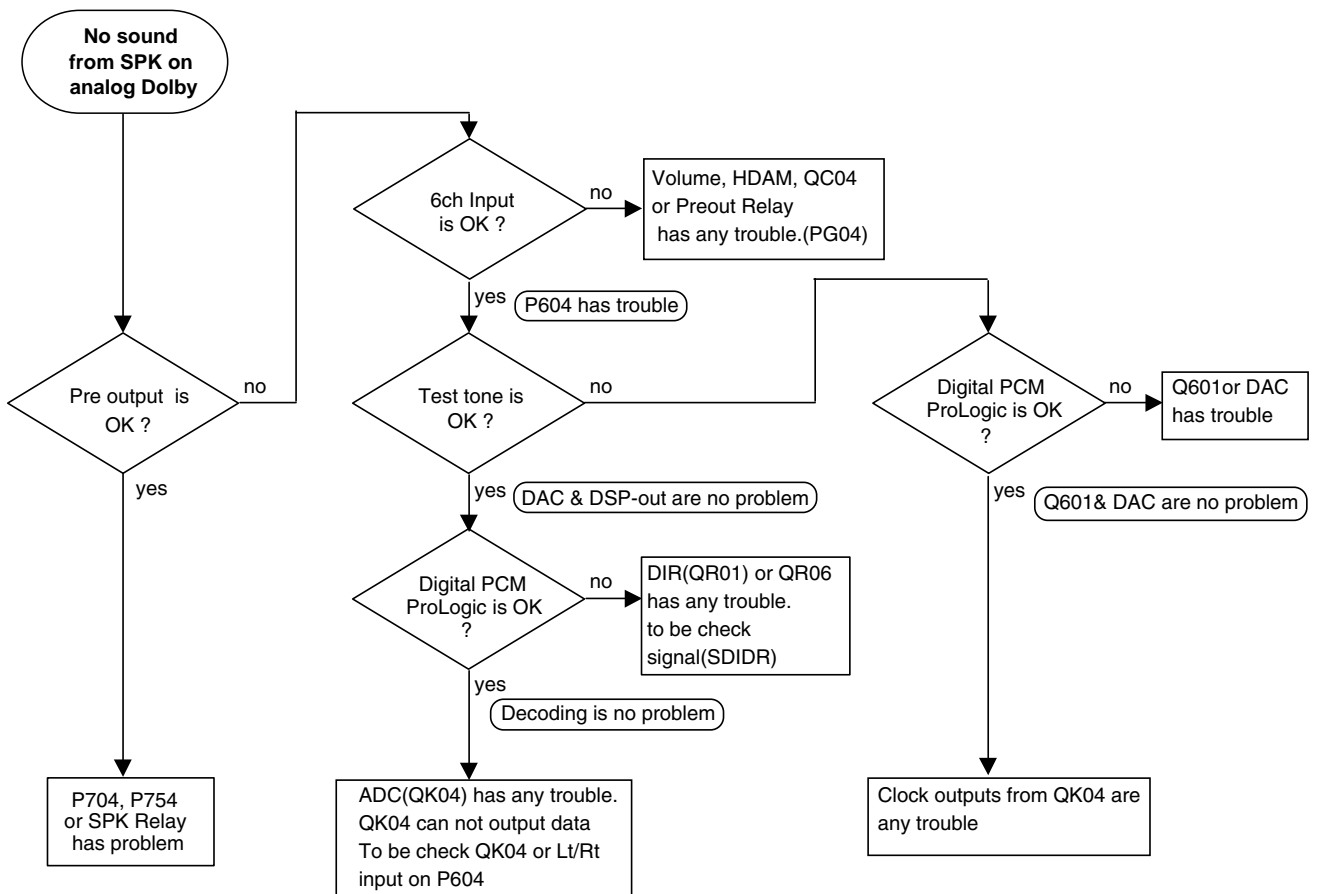 No sound
from SPK on
analog Dolby
Pre output is
OK ?
no
yes
P704, P754
or SPK Relay
has problem
6ch Input
is OK ?
no
Volume, HDAM, QC04
or Preout Relay
has any trouble.(PG04)
yes
P604 has trouble
Test tone is
OK ?
no
yes
DAC & DSP-out are no problem
Digital PCM
ProLogic is OK
?
no
DIR(QR01) or QR06
has any trouble.
to be check
signal(SDIDR)
yes
Decoding is no problem
ADC(QK04) has any trouble.
QK04 can not output data
To be check QK04 or Lt/Rt
input on P604
Digital PCM
ProLogic is OK
?
no
Q601or DAC
has trouble
yes
Q601& DAC are no problem
Clock outputs from QK04 are
any trouble